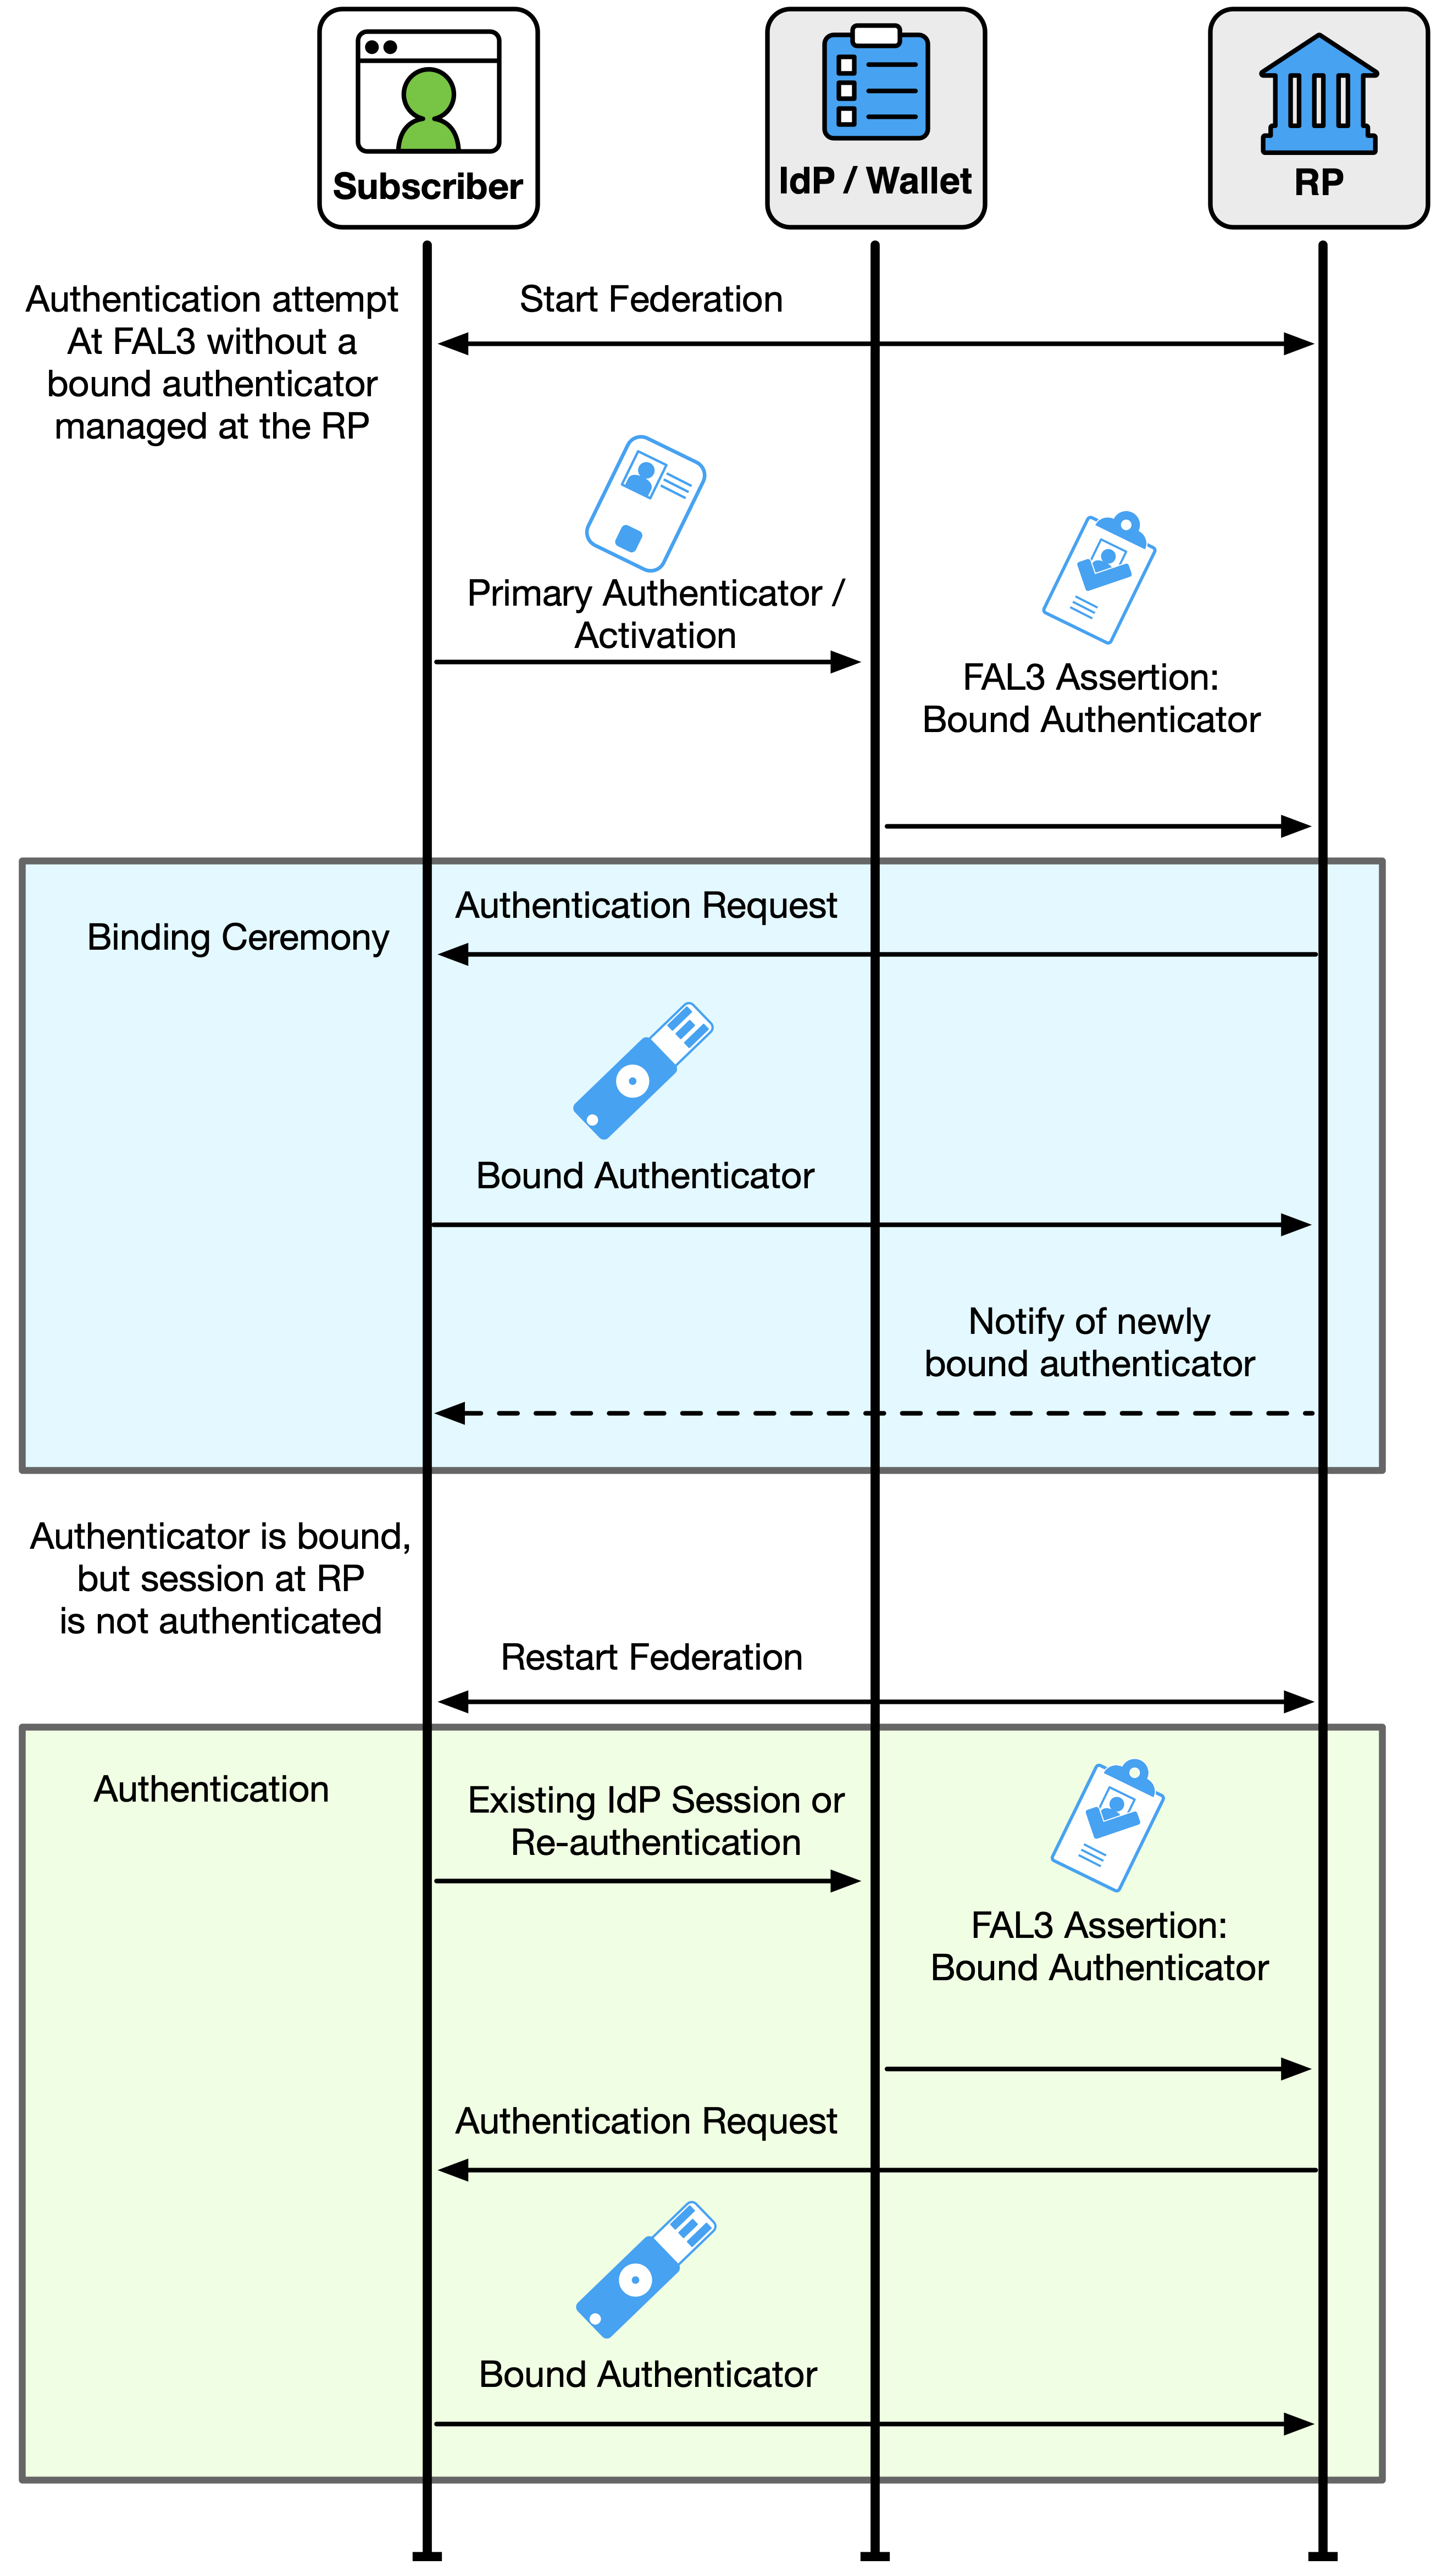 Subscriber
IdP / Wallet
RP
Authentication attempt
At FAL3 without a
bound authenticator
managed at the RP
Start Federation
Primary Authenticator /
Activation
FAL3 Assertion:
Bound Authenticator
Binding Ceremony
Authentication Request
Bound Authenticator
Notify of newly
bound authenticator
Authenticator is bound,
but session at RP
is not authenticated
Restart Federation
Authentication
Existing IdP Session or
Re-authentication
FAL3 Assertion:
Bound Authenticator
Authentication Request
Bound Authenticator